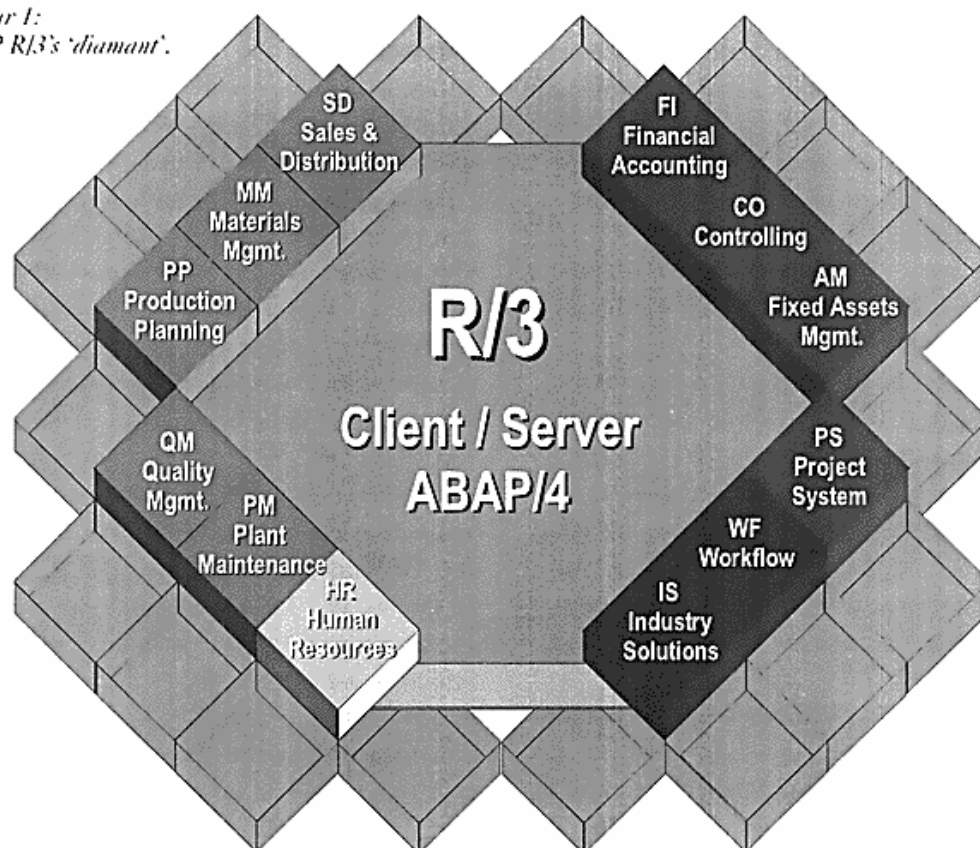 R/3's 'diamant'.
SD
Sales &
Distribution
MM
Materials
Mgmt.
PP
Production
Planning
FI
Financial
Accounting
CO
Controlling
AM
Fixed Assets
Mgmt.
R/3
Client / Server
ABAP/4
QM
Quality
Mgmt.
PM
Plant
Maintenance
HR
Human
Resources
PS
Project
System
WF
Workflow
IS
Industry
Solutions